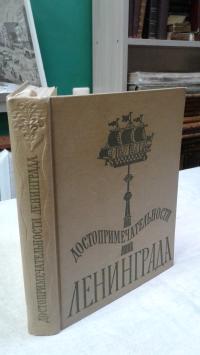 ДОСТОПРИМЕЧАТЕЛЬНОСТИ
ЛЕНИНГРАДА
ДОСТОПРИМЕЧАТЕЛЬНОСТИ ЛЕНИНГРАДА